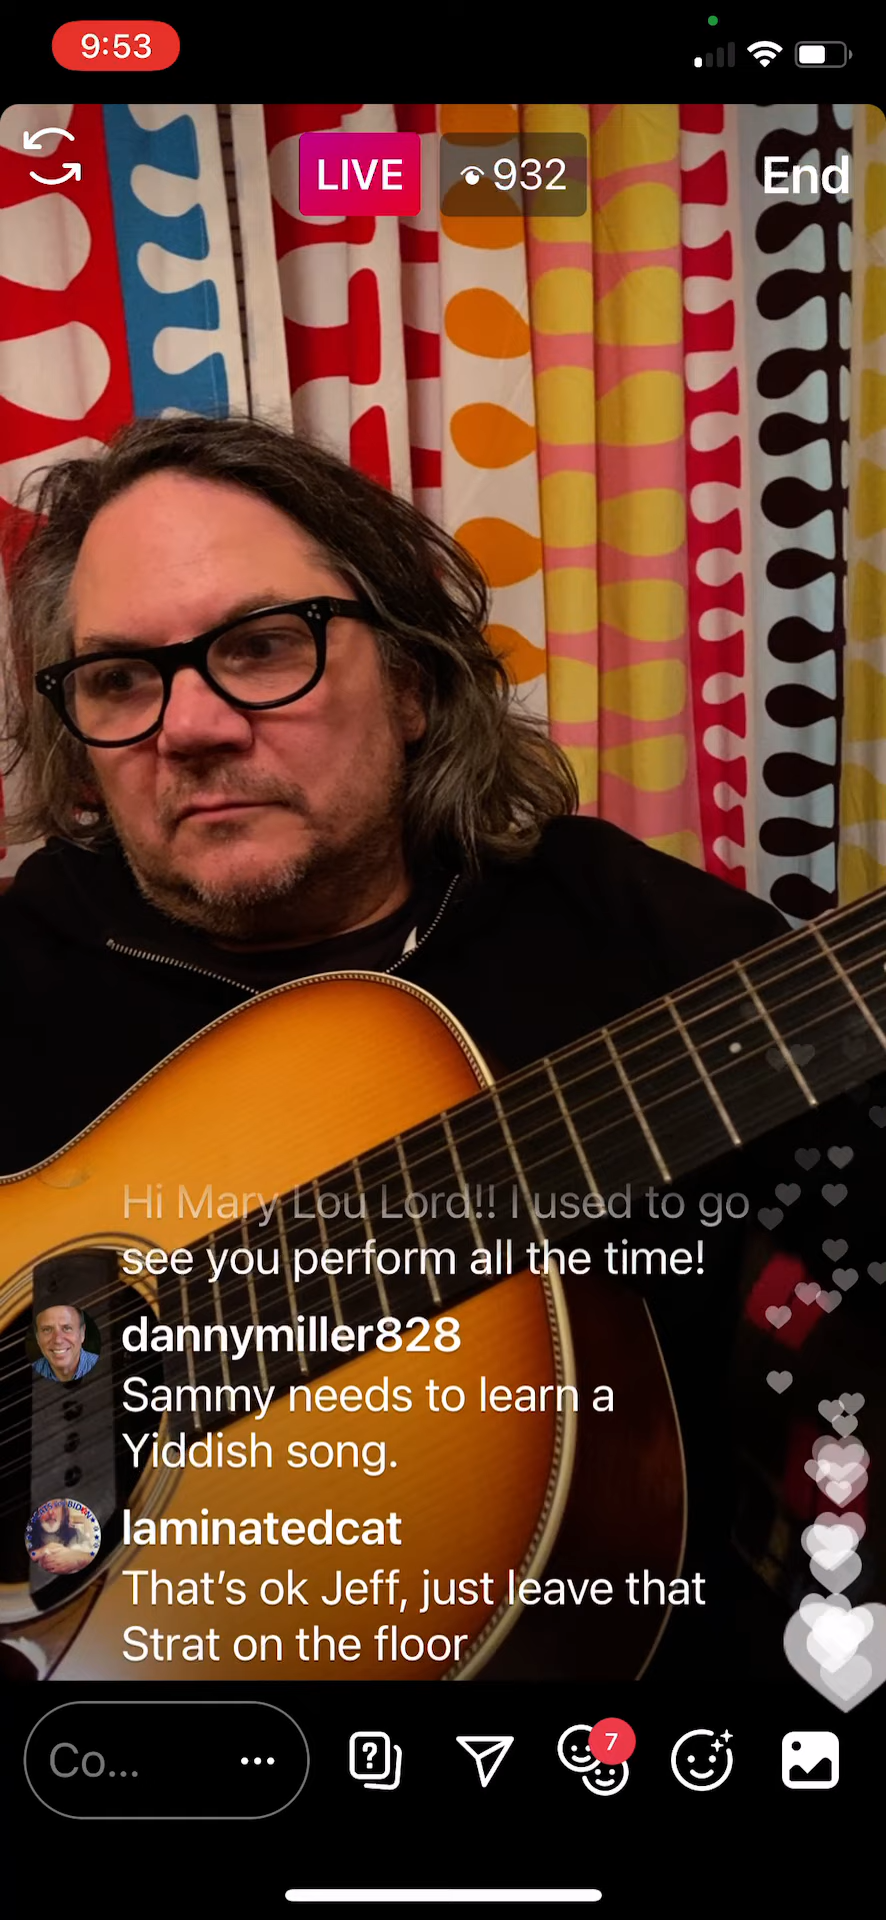 9:53
LIVE
932
End
Hi Mary Lou Lord!! I used to go
see you perform all the time!
dannymiller828
Sammy needs to learn a
Yiddish song.
laminatedcat
That's ok Jeff, just leave that
Strat on the floor
Co...
7